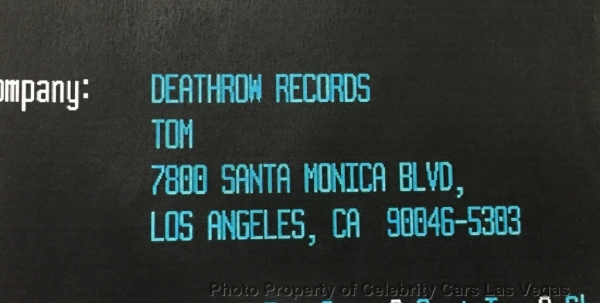 ompany: DEATHROW RECORDS
TOM
7800 SANTA MONICA BLVD,
LOS ANGELES, CA 90046-5303
Photo Property of Celebrity Cars Las Vegas